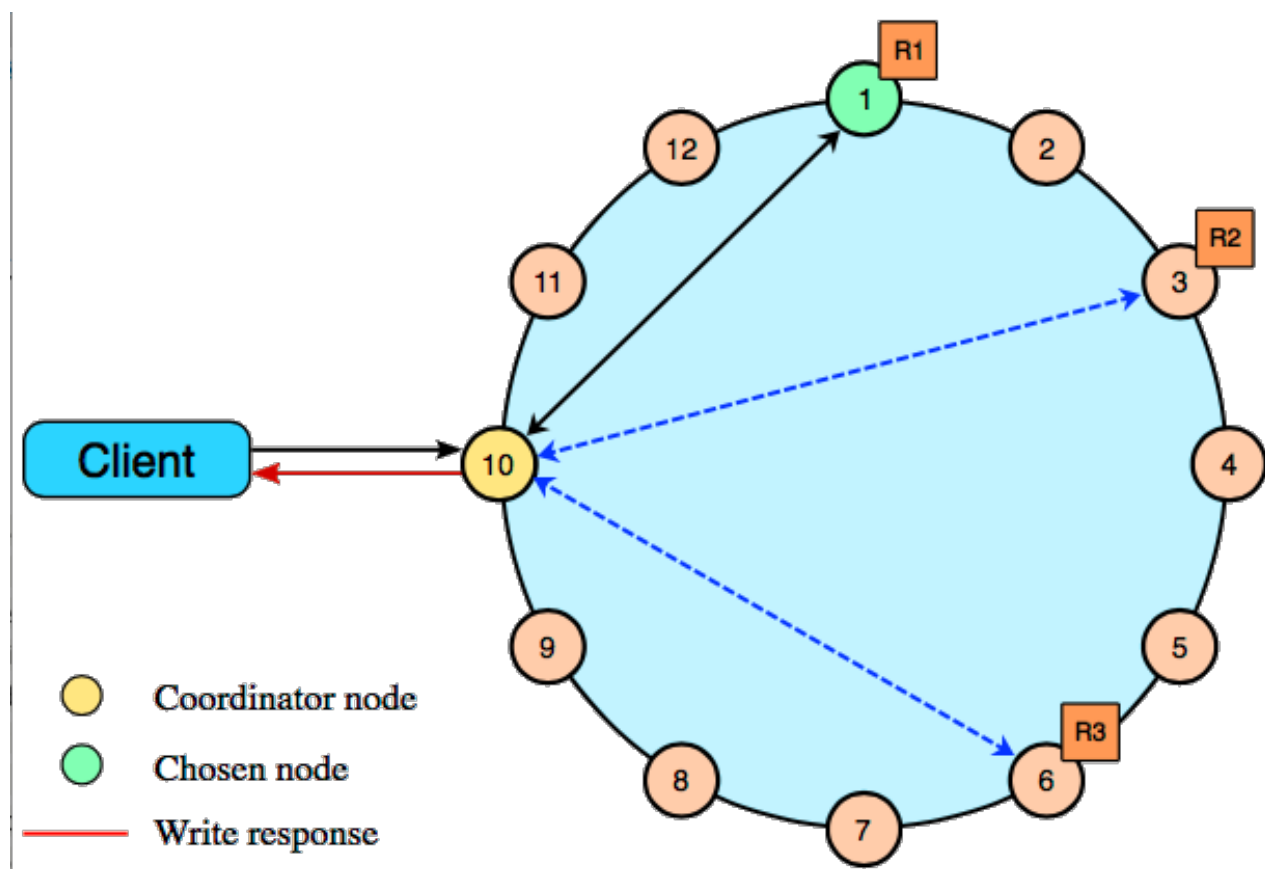 R1
1
12
2
R2
11
3
Client
10
4
9
5
Coordinator node
R3
Chosen node
8
6
Write response
7